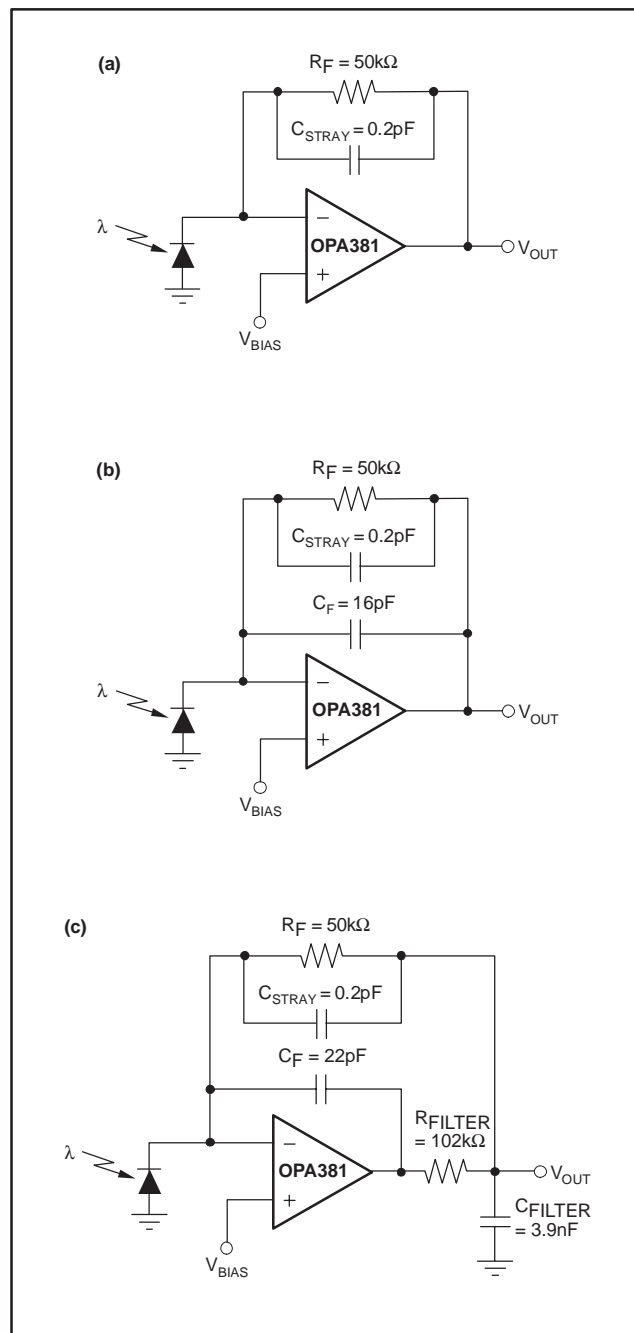 (a)
R_F = 50kΩ
C_STRAY = 0.2pF
λ
−
OPA381
+
V_OUT
V_BIAS
(b)
R_F = 50kΩ
C_STRAY = 0.2pF
C_F = 16pF
λ
−
OPA381
+
V_OUT
V_BIAS
(c)
R_F = 50kΩ
C_STRAY = 0.2pF
C_F = 22pF
R_FILTER
= 102kΩ
λ
−
OPA381
+
V_OUT
V_BIAS
C_FILTER
= 3.9nF